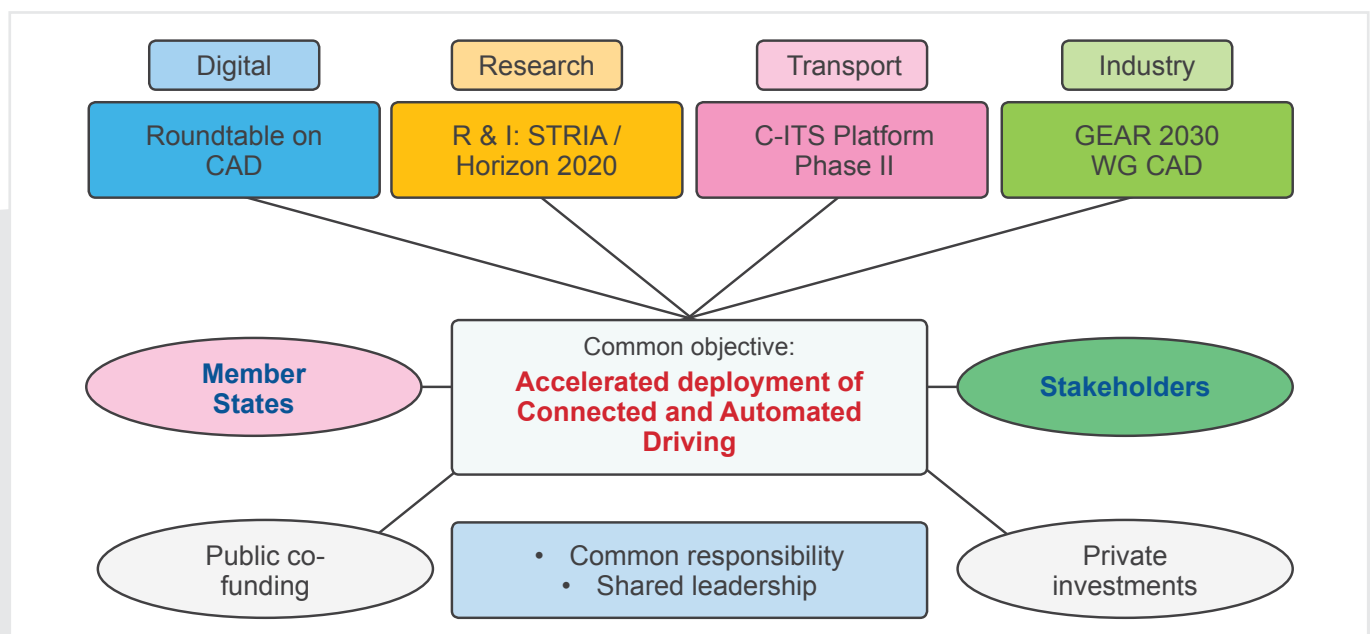 Digital
Research
Transport
Industry
Roundtable on
CAD
R & I: STRIA /
Horizon 2020
C-ITS Platform
Phase II
GEAR 2030
WG CAD
Common objective:
Accelerated deployment of
Connected and Automated
Driving
Member
States
Stakeholders
Public co-
funding
• Common responsibility
• Shared leadership
Private
investments